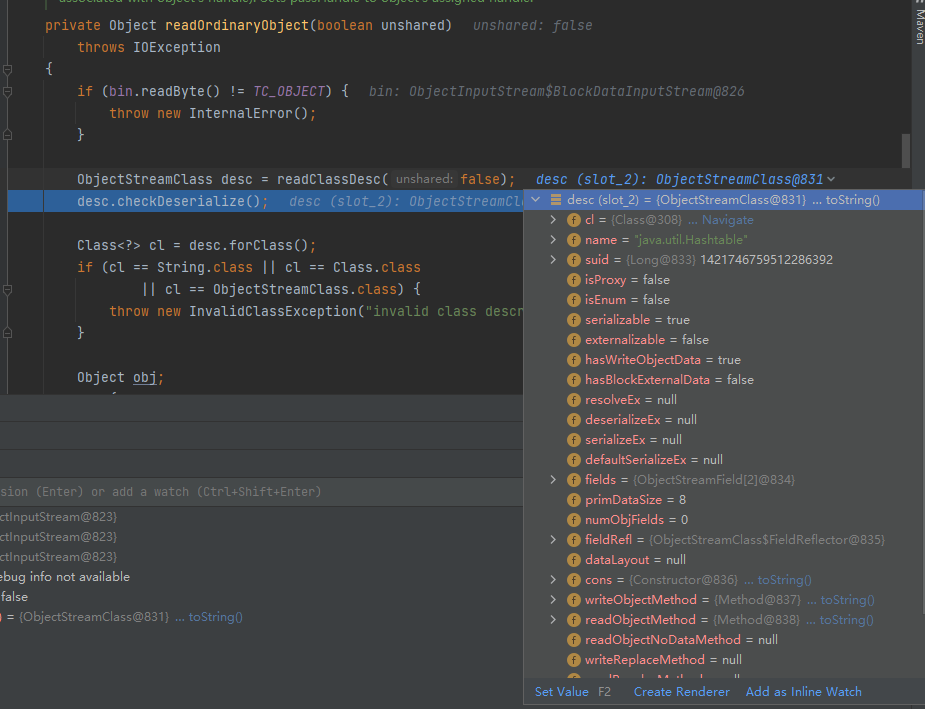 associated with object's handle). Sets passHandle to object's assigned handle.
private Object readOrdinaryObject(boolean unshared)   unshared: false
throws IOException
{
if (bin.readByte() != TC_OBJECT) {   bin: ObjectInputStream$BlockDataInputStream@826
throw new InternalError();
}
ObjectStreamClass desc = readClassDesc( unshared: false);   desc (slot_2): ObjectStreamClass@831
desc.checkDeserialize();   desc (slot_2): ObjectStreamCl
Class<?> cl = desc.forClass();
if (cl == String.class || cl == Class.class
|| cl == ObjectStreamClass.class) {
throw new InvalidClassException("invalid class descr
}
Object obj;
Maven
desc (slot_2) = {ObjectStreamClass@831} ... toString()
cl = {Class@308} ... Navigate
name = "java.util.Hashtable"
suid = {Long@833} 1421746759512286392
isProxy = false
isEnum = false
serializable = true
externalizable = false
hasWriteObjectData = true
hasBlockExternalData = false
resolveEx = null
deserializeEx = null
serializeEx = null
defaultSerializeEx = null
fields = {ObjectStreamField[2]@834}
primDataSize = 8
numObjFields = 0
fieldRefl = {ObjectStreamClass$FieldReflector@835}
dataLayout = null
cons = {Constructor@836} ... toString()
writeObjectMethod = {Method@837} ... toString()
readObjectMethod = {Method@838} ... toString()
readObjectNoDataMethod = null
writeReplaceMethod = null
Set Value F2 Create Renderer Add as Inline Watch
sion (Enter) or add a watch (Ctrl+Shift+Enter)
ctInputStream@823}
ctInputStream@823}
ctInputStream@823}
ebug info not available
false
) = {ObjectStreamClass@831} ... toString()